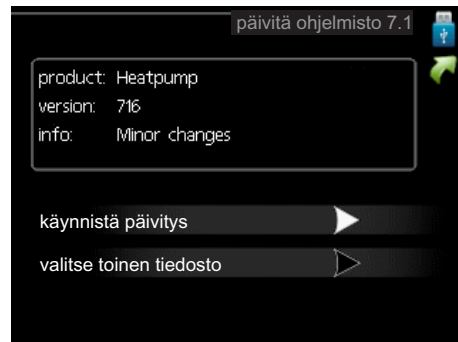 päivitä ohjelmisto 7.1
product: Heatpump
version: 716
info: Minor changes
käynnistä päivitys
valitse toinen tiedosto